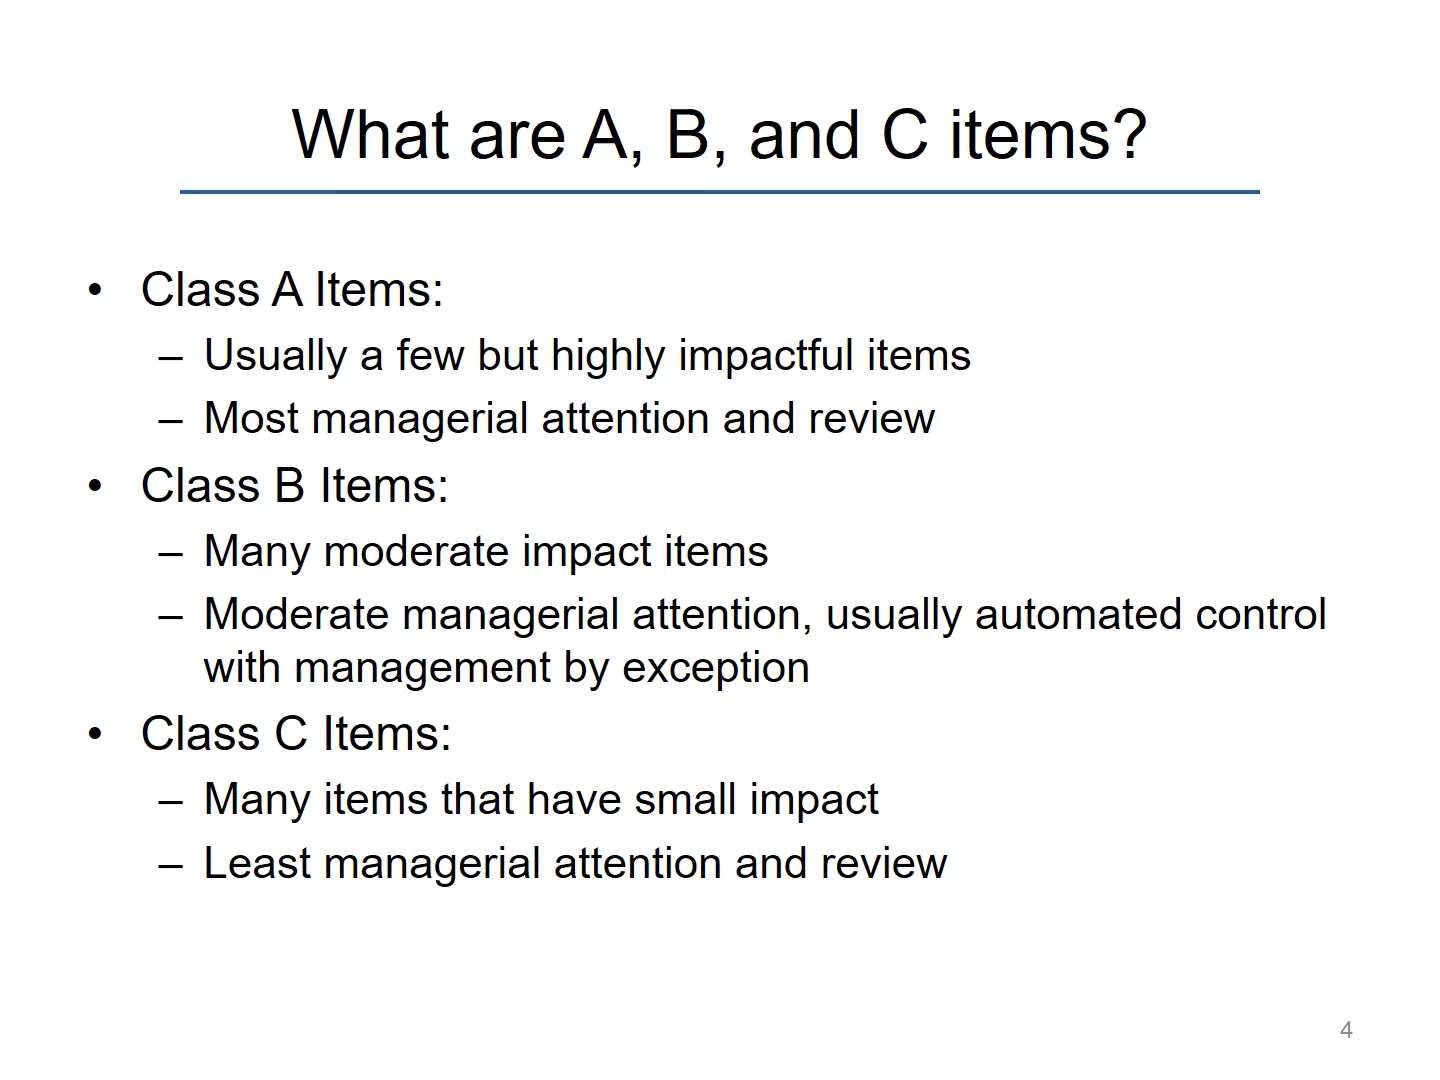 What are A, B, and C items?
• Class A Items:
– Usually a few but highly impactful items
– Most managerial attention and review
• Class B Items:
– Many moderate impact items
– Moderate managerial attention, usually automated control
with management by exception
• Class C Items:
– Many items that have small impact
– Least managerial attention and review
4